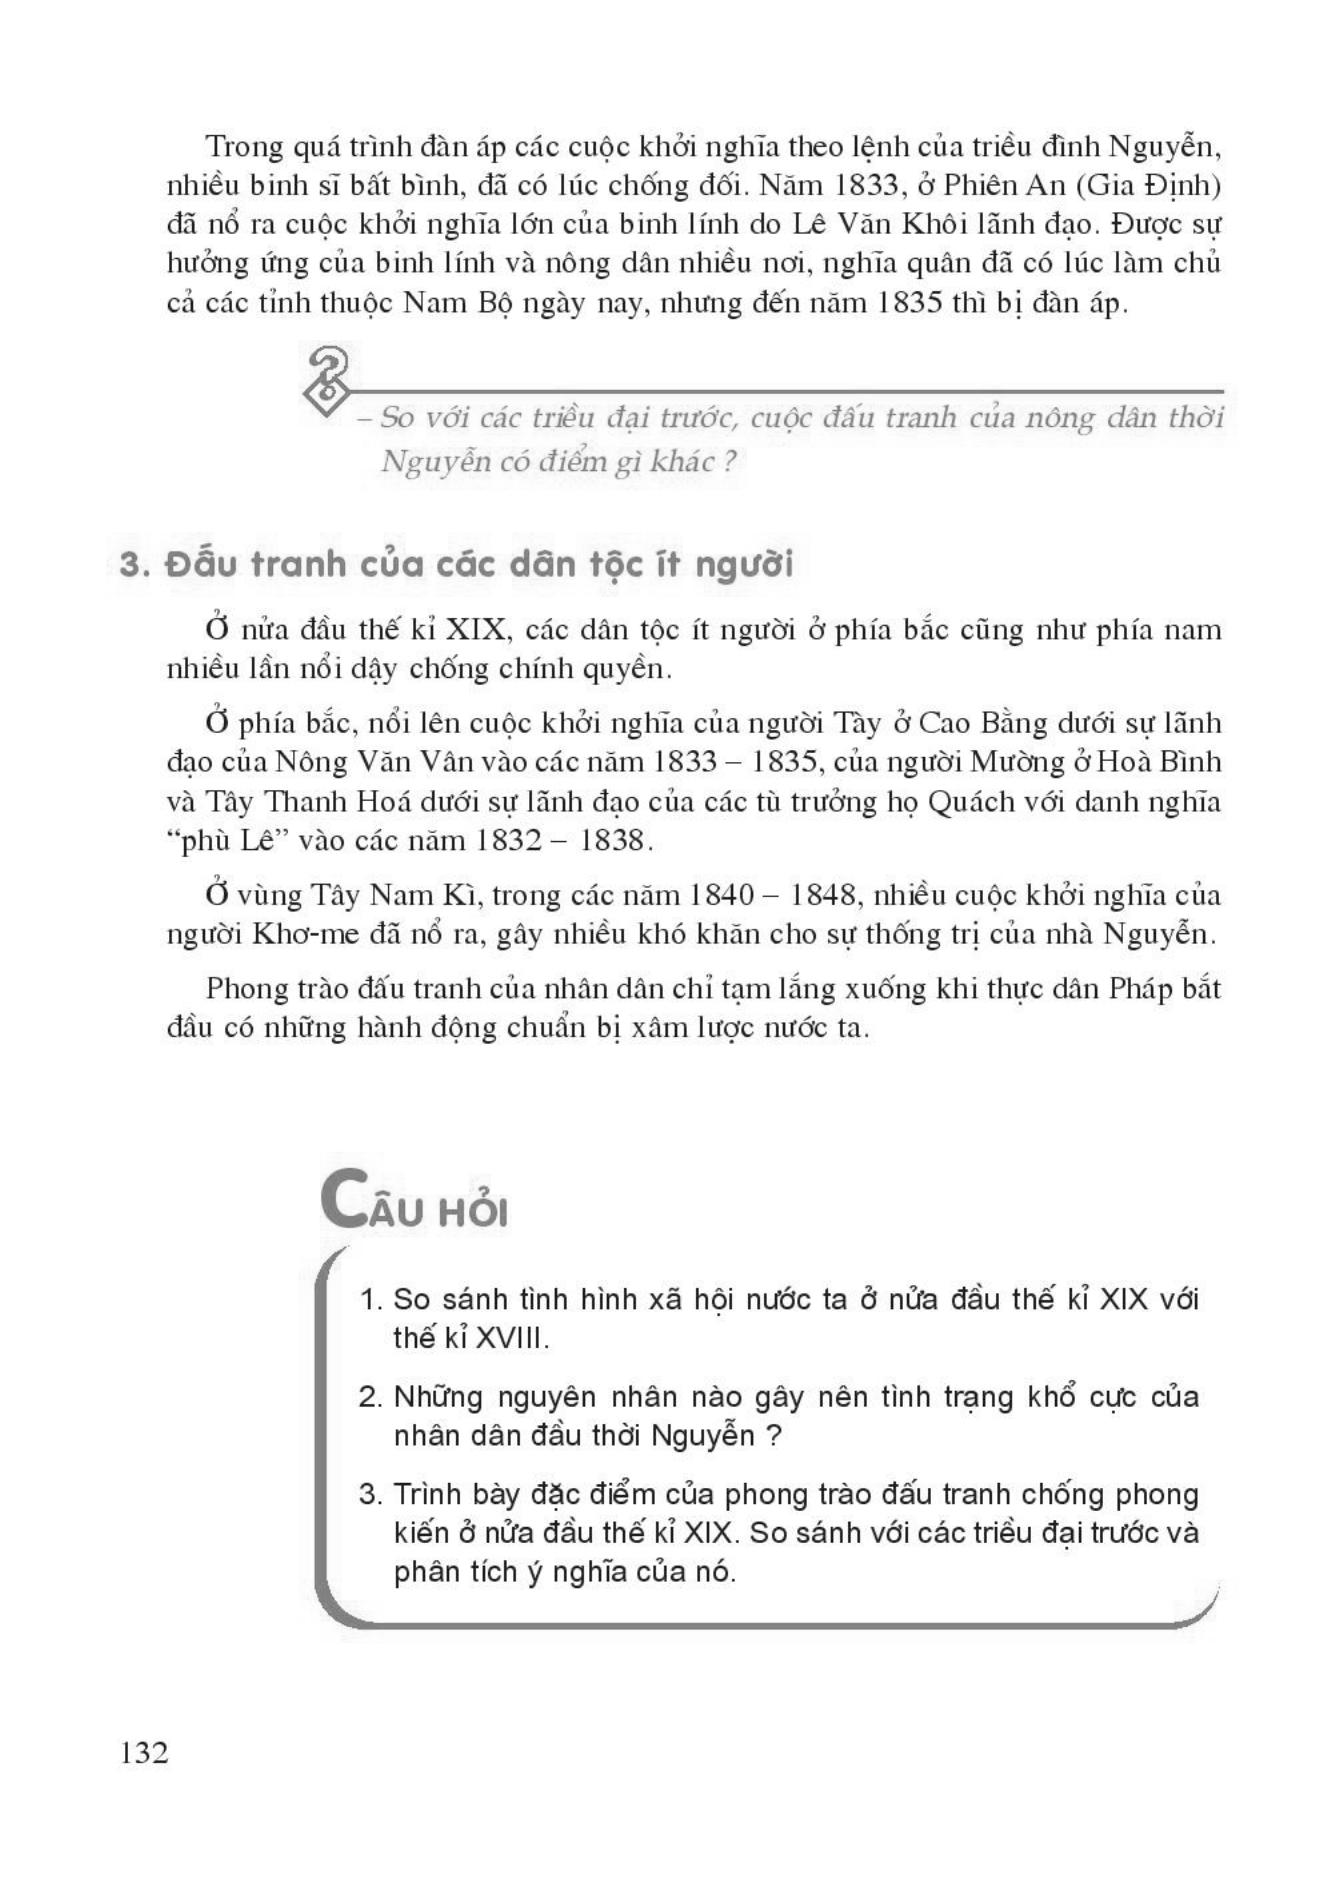 Trong quá trình đàn áp các cuộc khởi nghĩa theo lệnh của triều đình Nguyễn,
nhiều binh sĩ bất bình, đã có lúc chống đối. Năm 1833, ở Phiên An (Gia Định)
đã nổ ra cuộc khởi nghĩa lớn của binh lính do Lê Văn Khôi lãnh đạo. Được sự
hưởng ứng của binh lính và nông dân nhiều nơi, nghĩa quân đã có lúc làm chủ
cả các tỉnh thuộc Nam Bộ ngày nay, nhưng đến năm 1835 thì bị đàn áp.
?
– So với các triều đại trước, cuộc đấu tranh của nông dân thời
Nguyễn có điểm gì khác ?
3. Đấu tranh của các dân tộc ít người
Ở nửa đầu thế kỉ XIX, các dân tộc ít người ở phía bắc cũng như phía nam
nhiều lần nổi dậy chống chính quyền.
Ở phía bắc, nổi lên cuộc khởi nghĩa của người Tày ở Cao Bằng dưới sự lãnh
đạo của Nông Văn Vân vào các năm 1833 – 1835, của người Mường ở Hoà Bình
và Tây Thanh Hoá dưới sự lãnh đạo của các tù trưởng họ Quách với danh nghĩa
“phù Lê” vào các năm 1832 – 1838.
Ở vùng Tây Nam Kì, trong các năm 1840 – 1848, nhiều cuộc khởi nghĩa của
người Khơ-me đã nổ ra, gây nhiều khó khăn cho sự thống trị của nhà Nguyễn.
Phong trào đấu tranh của nhân dân chỉ tạm lắng xuống khi thực dân Pháp bắt
đầu có những hành động chuẩn bị xâm lược nước ta.
CÂU HỎI
1. So sánh tình hình xã hội nước ta ở nửa đầu thế kỉ XIX với
thế kỉ XVIII.
2. Những nguyên nhân nào gây nên tình trạng khổ cực của
nhân dân đầu thời Nguyễn ?
3. Trình bày đặc điểm của phong trào đấu tranh chống phong
kiến ở nửa đầu thế kỉ XIX. So sánh với các triều đại trước và
phân tích ý nghĩa của nó.
132